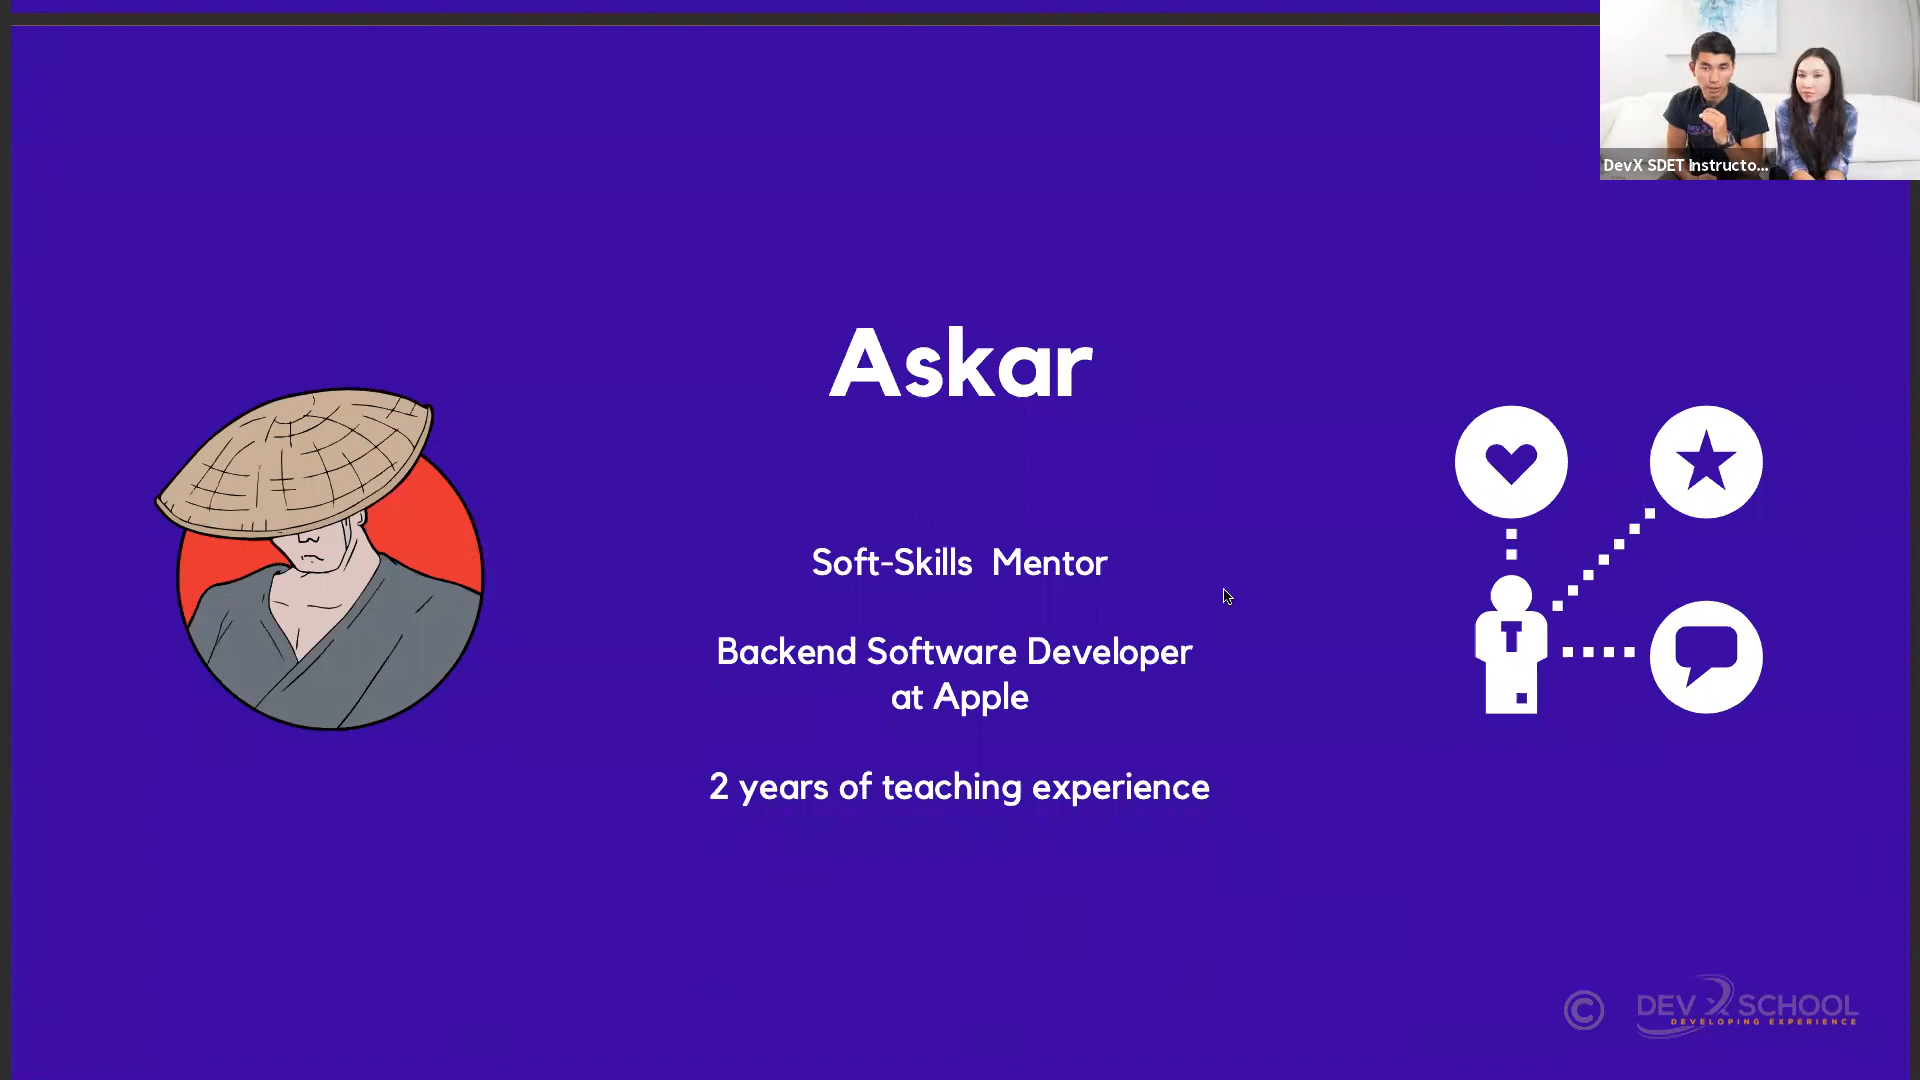 DevX SDET Instructo...
Askar
Soft-Skills Mentor
Backend Software Developer
at Apple
2 years of teaching experience
© DEVX SCHOOL
DEVELOPING EXPERIENCE